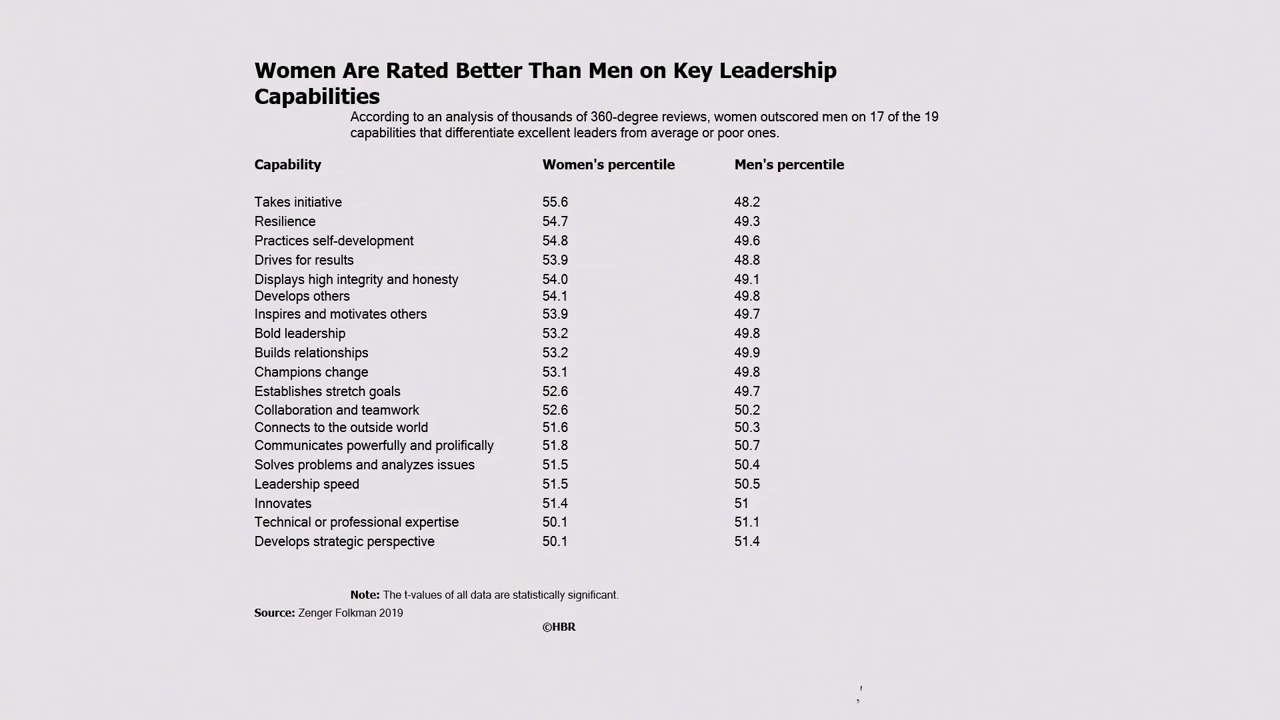 Women Are Rated Better Than Men on Key Leadership
Capabilities
According to an analysis of thousands of 360-degree reviews, women outscored men on 17 of the 19
capabilities that differentiate excellent leaders from average or poor ones.
Capability Women's percentile Men's percentile
Takes initiative 55.6 48.2
Resilience 54.7 49.3
Practices self-development 54.8 49.6
Drives for results 53.9 48.8
Displays high integrity and honesty 54.0 49.1
Develops others 54.1 49.8
Inspires and motivates others 53.9 49.7
Bold leadership 53.2 49.8
Builds relationships 53.2 49.9
Champions change 53.1 49.8
Establishes stretch goals 52.6 49.7
Collaboration and teamwork 52.6 50.2
Connects to the outside world 51.6 50.3
Communicates powerfully and prolifically 51.8 50.7
Solves problems and analyzes issues 51.5 50.4
Leadership speed 51.5 50.5
Innovates 51.4 51
Technical or professional expertise 50.1 51.1
Develops strategic perspective 50.1 51.4
Note: The t-values of all data are statistically significant.
Source: Zenger Folkman 2019
©HBR